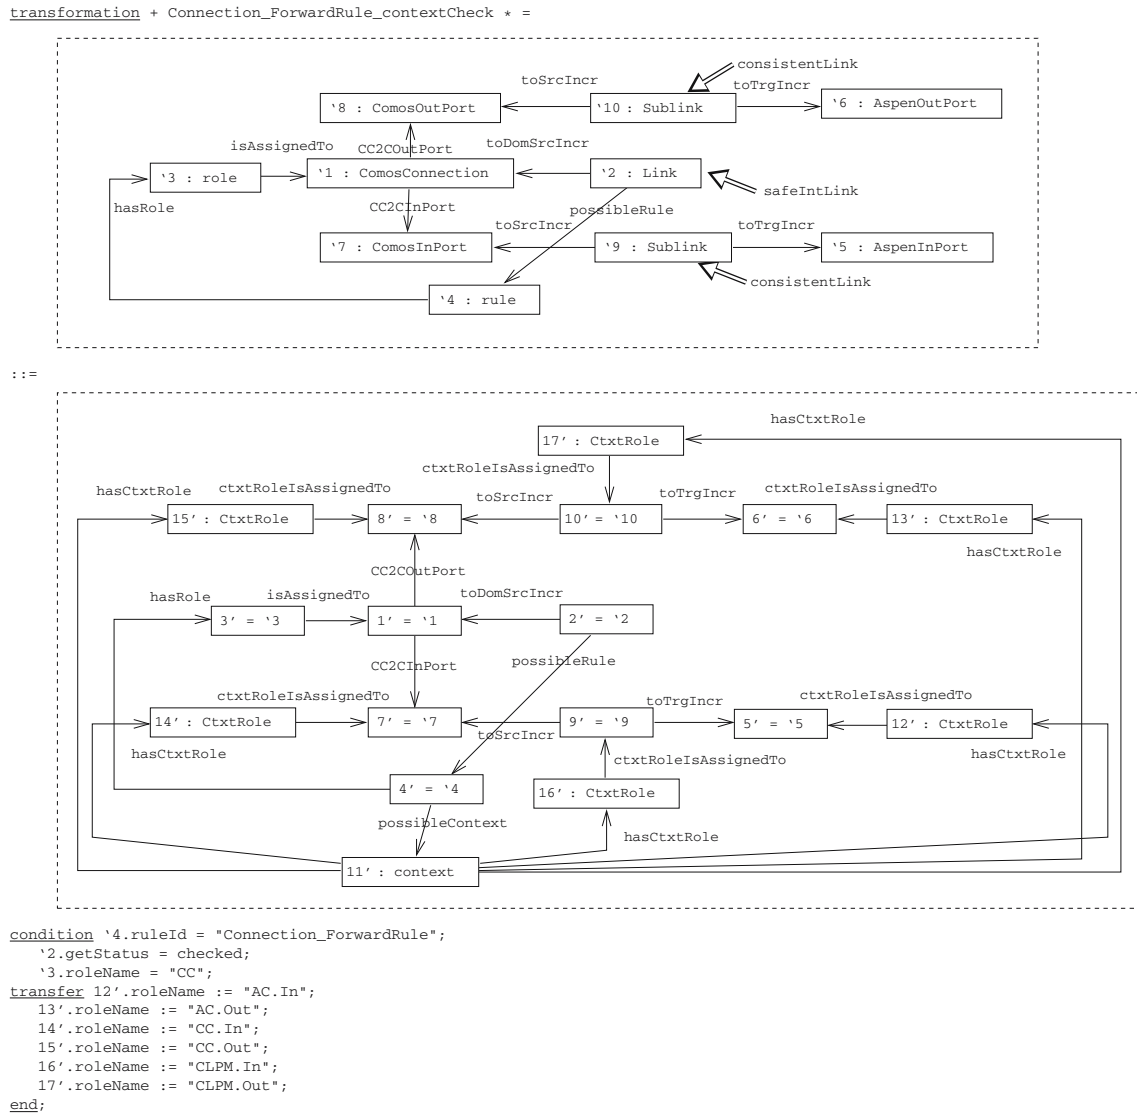 transformation + Connection_ForwardRule_contextCheck * =
consistentLink
toSrcIncr
toTrgIncr
‘8 : ComosOutPort
‘10 : Sublink
‘6 : AspenOutPort
isAssignedTo
CC2COutPort
toDomSrcIncr
‘3 : role
‘1 : ComosConnection
‘2 : Link
safeIntLink
hasRole
CC2CInPort
possibleRule
toSrcIncr
toTrgIncr
‘7 : ComosInPort
‘9 : Sublink
‘5 : AspenInPort
consistentLink
‘4 : rule
::=
hasCtxtRole
17’ : CtxtRole
ctxtRoleIsAssignedTo
hasCtxtRole
ctxtRoleIsAssignedTo
toSrcIncr
toTrgIncr
ctxtRoleIsAssignedTo
15’ : CtxtRole
8’ = ‘8
10’ = ‘10
6’ = ‘6
13’ : CtxtRole
hasCtxtRole
CC2COutPort
hasRole
isAssignedTo
toDomSrcIncr
3’ = ‘3
1’ = ‘1
2’ = ‘2
CC2CInPort
possibleRule
ctxtRoleIsAssignedTo
toTrgIncr
ctxtRoleIsAssignedTo
14’ : CtxtRole
7’ = ‘7
9’ = ‘9
5’ = ‘5
12’ : CtxtRole
hasCtxtRole
toSrcIncr
hasCtxtRole
ctxtRoleIsAssignedTo
4’ = ‘4
16’ : CtxtRole
possibleContext
hasCtxtRole
11’ : context
condition ‘4.ruleId = "Connection_ForwardRule";
‘2.getStatus = checked;
‘3.roleName = "CC";
transfer 12’.roleName := "AC.In";
13’.roleName := "AC.Out";
14’.roleName := "CC.In";
15’.roleName := "CC.Out";
16’.roleName := "CLPM.In";
17’.roleName := "CLPM.Out";
end;